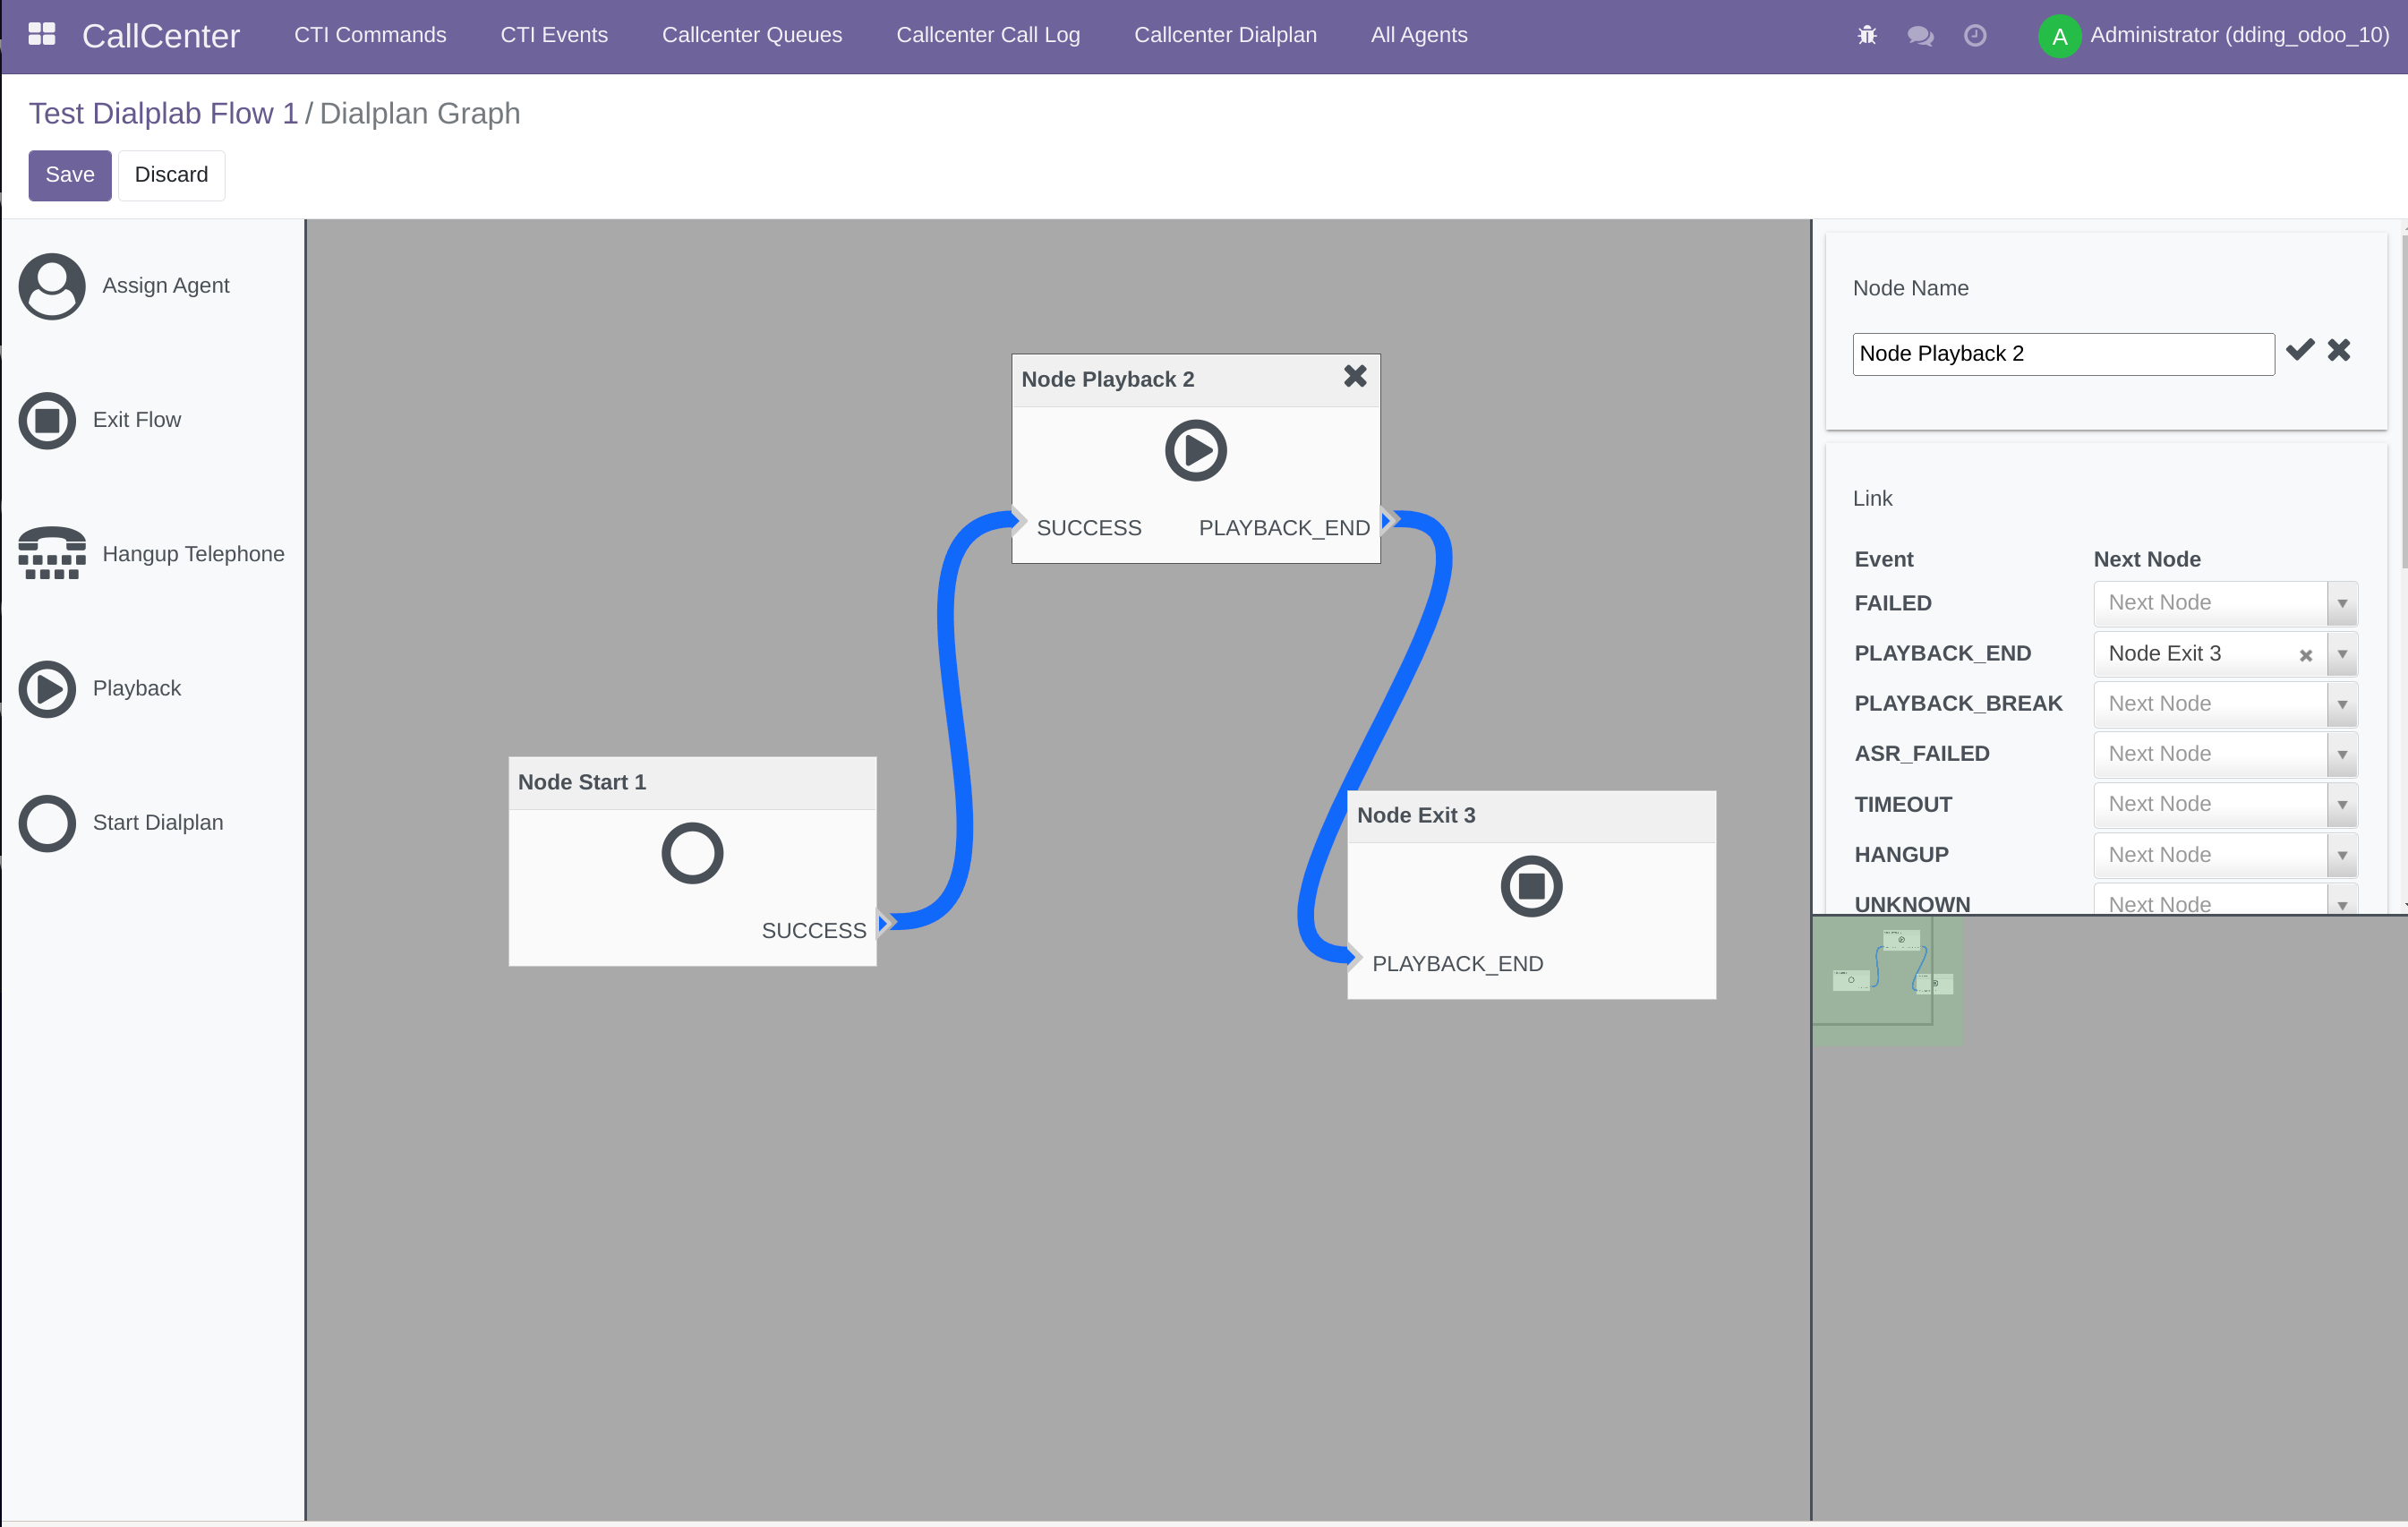 CallCenter CTI Commands CTI Events Callcenter Queues Callcenter Call Log Callcenter Dialplan All Agents A Administrator (dding_odoo_10)
Test Dialplab Flow 1 / Dialplan Graph
Save Discard
Assign Agent
Exit Flow
Hangup Telephone
Playback
Start Dialplan
Node Playback 2
SUCCESS PLAYBACK_END
Node Start 1
SUCCESS
Node Exit 3
PLAYBACK_END
Node Name
Node Playback 2
Link
Event Next Node
FAILED Next Node
PLAYBACK_END Node Exit 3
PLAYBACK_BREAK Next Node
ASR_FAILED Next Node
TIMEOUT Next Node
HANGUP Next Node
UNKNOWN Next Node